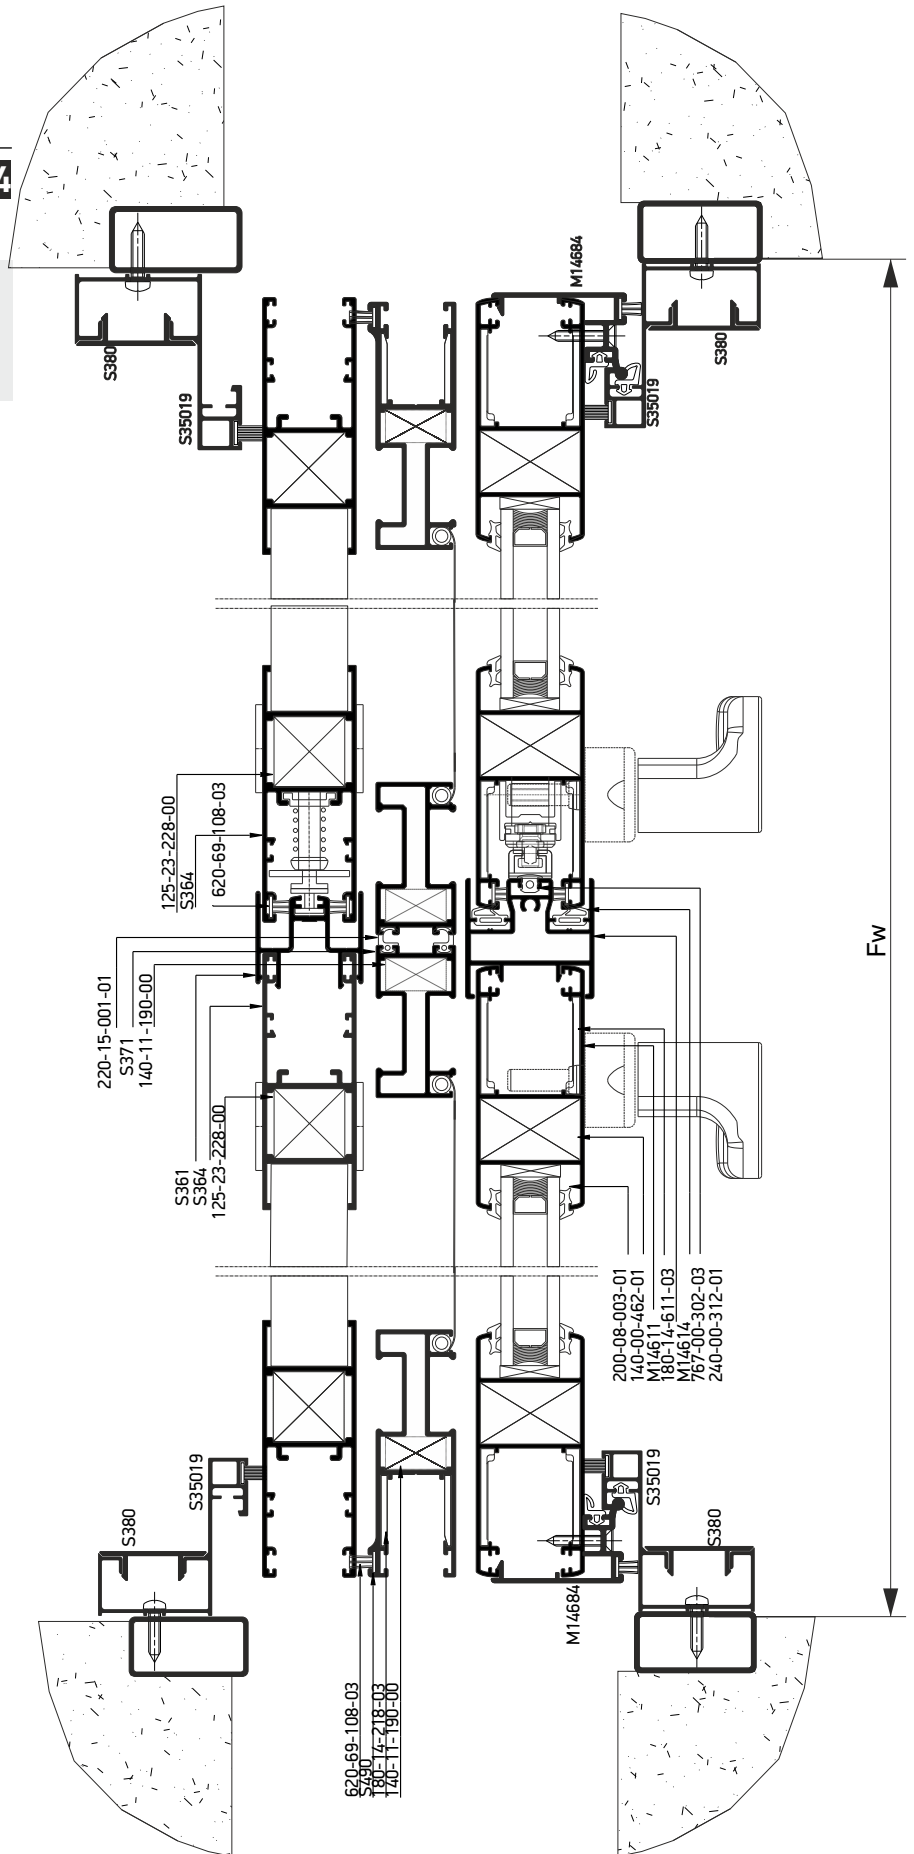 4
M14684
S380
S380
S35019
S35019
125-23-228-00
S364
620-69-108-03
220-15-001-01
S371
140-11-190-00
Fw
S361
S364
125-23-228-00
200-08-003-01
140-00-462-01
M14611
180-14-611-03
M14614
767-00-302-03
240-00-312-01
S35019
S35019
S380
S380
M14684
620-69-108-03
S490
180-14-218-03
140-11-190-00